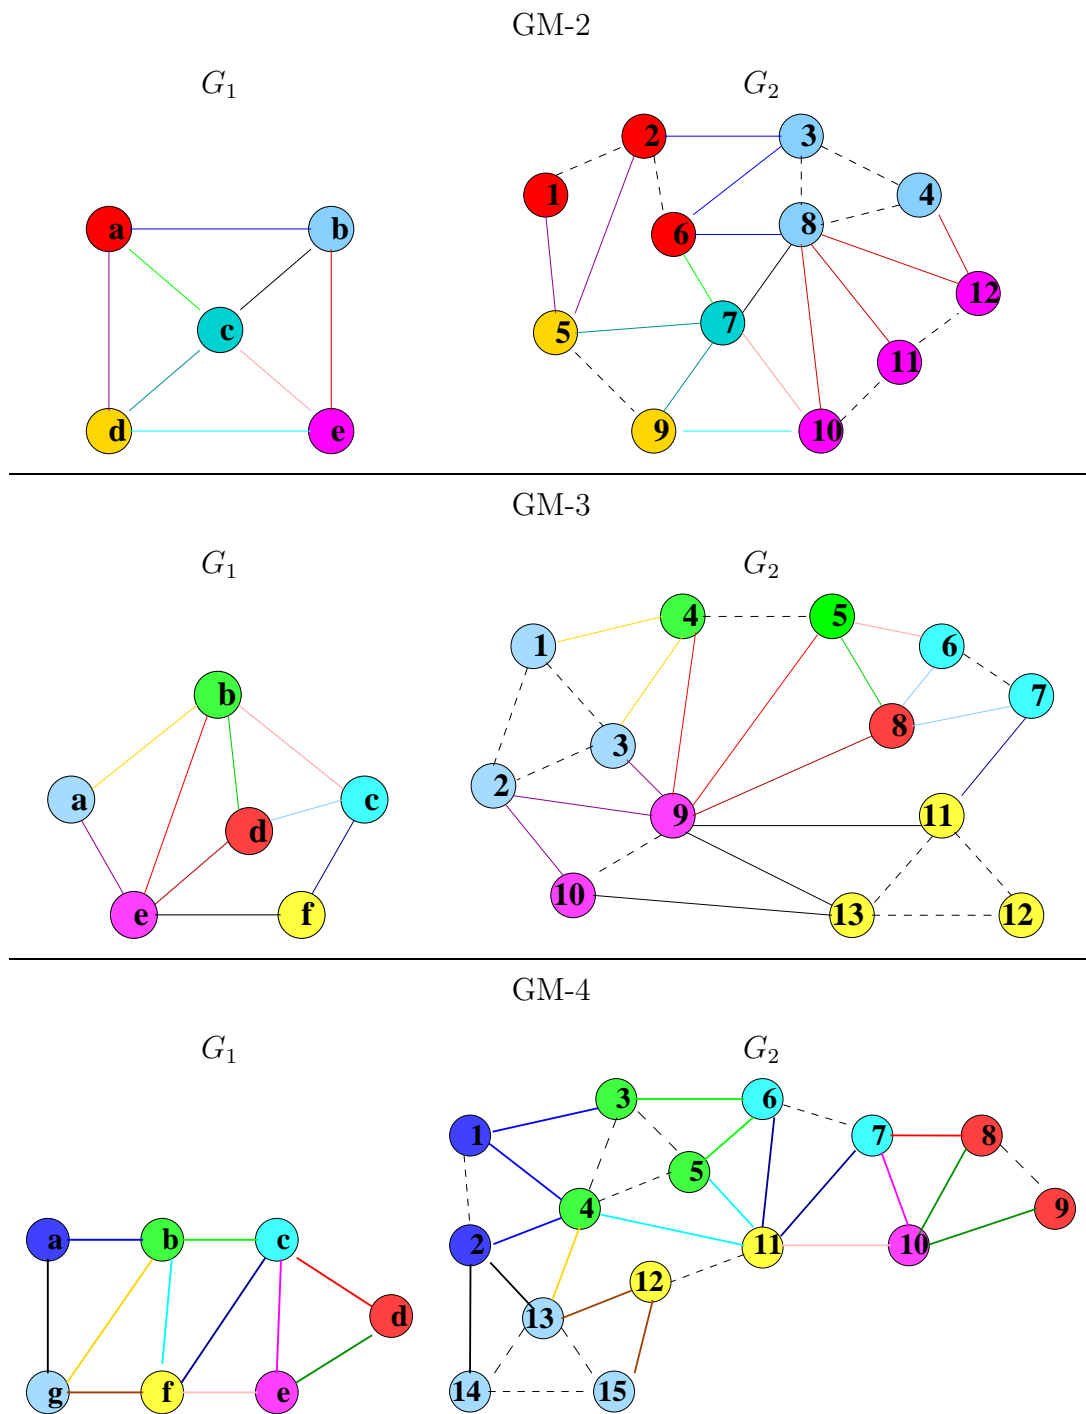 GM-2
G₁ G₂
2 3
1 4
a b 6 8
12
c 5 7
11
d e 9 10
GM-3
G₁ G₂
4 5
1 6
b 7
3 8
a c 2
d 9 11
10
e f 13 12
GM-4
G₁ G₂
3 6
1 7 8
5
4 9
a b c 2 11 10
12
d 13
g f e 14 15